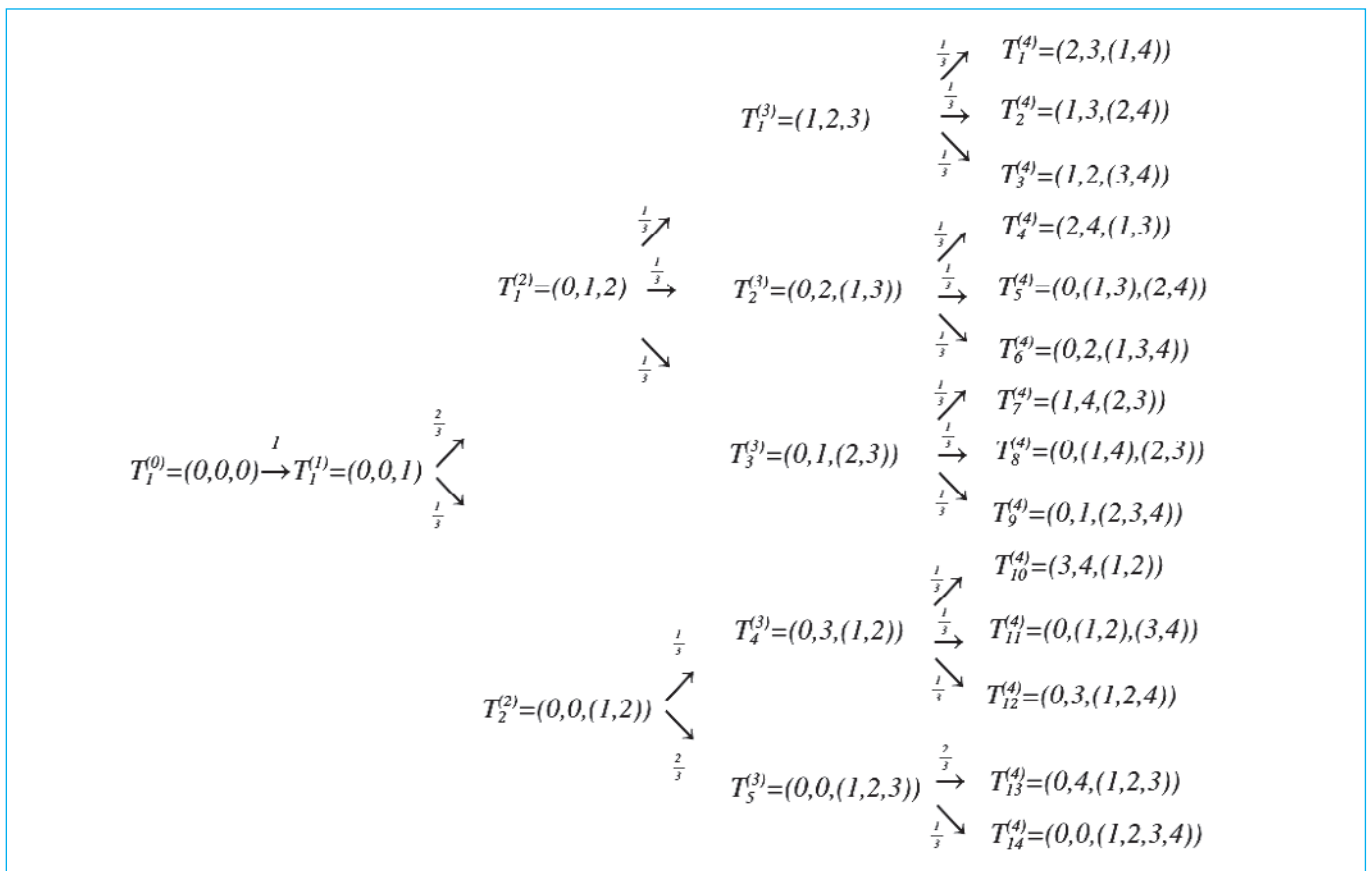 1/3 T_1^(4)=(2,3,(1,4))
T_1^(3)=(1,2,3) 1/3 → T_2^(4)=(1,3,(2,4))
1/3 T_3^(4)=(1,2,(3,4))
1/3 1/3 T_4^(4)=(2,4,(1,3))
T_1^(2)=(0,1,2) 1/3 → T_2^(3)=(0,2,(1,3)) 1/3 → T_5^(4)=(0,(1,3),(2,4))
1/3 1/3 T_6^(4)=(0,2,(1,3,4))
1/3 T_7^(4)=(1,4,(2,3))
T_1^(0)=(0,0,0) 1 → T_1^(1)=(0,0,1) 2/3 T_3^(3)=(0,1,(2,3)) 1/3 → T_8^(4)=(0,(1,4),(2,3))
1/3 1/3 T_9^(4)=(0,1,(2,3,4))
1/3 T_10^(4)=(3,4,(1,2))
1/3 T_4^(3)=(0,3,(1,2)) 1/3 → T_11^(4)=(0,(1,2),(3,4))
T_2^(2)=(0,0,(1,2)) 1/3 T_12^(4)=(0,3,(1,2,4))
2/3 T_5^(3)=(0,0,(1,2,3)) 2/3 → T_13^(4)=(0,4,(1,2,3))
1/3 T_14^(4)=(0,0,(1,2,3,4))